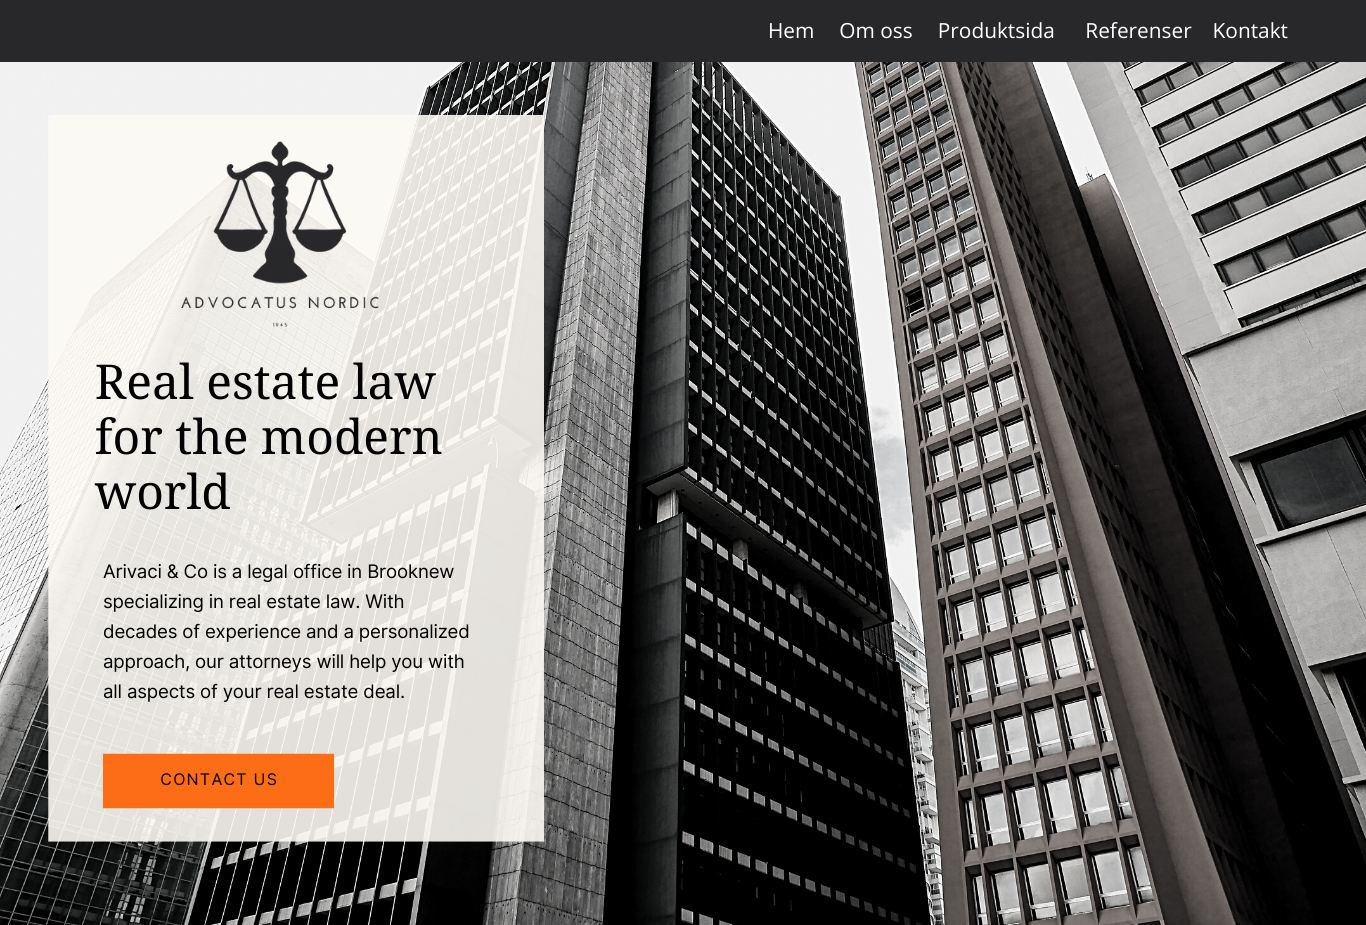 Hem Om oss Produktsida Referenser Kontakt
ADVOCATUS NORDIC
1945
Real estate law
for the modern
world
Arivaci & Co is a legal office in Brooknew
specializing in real estate law. With
decades of experience and a personalized
approach, our attorneys will help you with
all aspects of your real estate deal.
CONTACT US